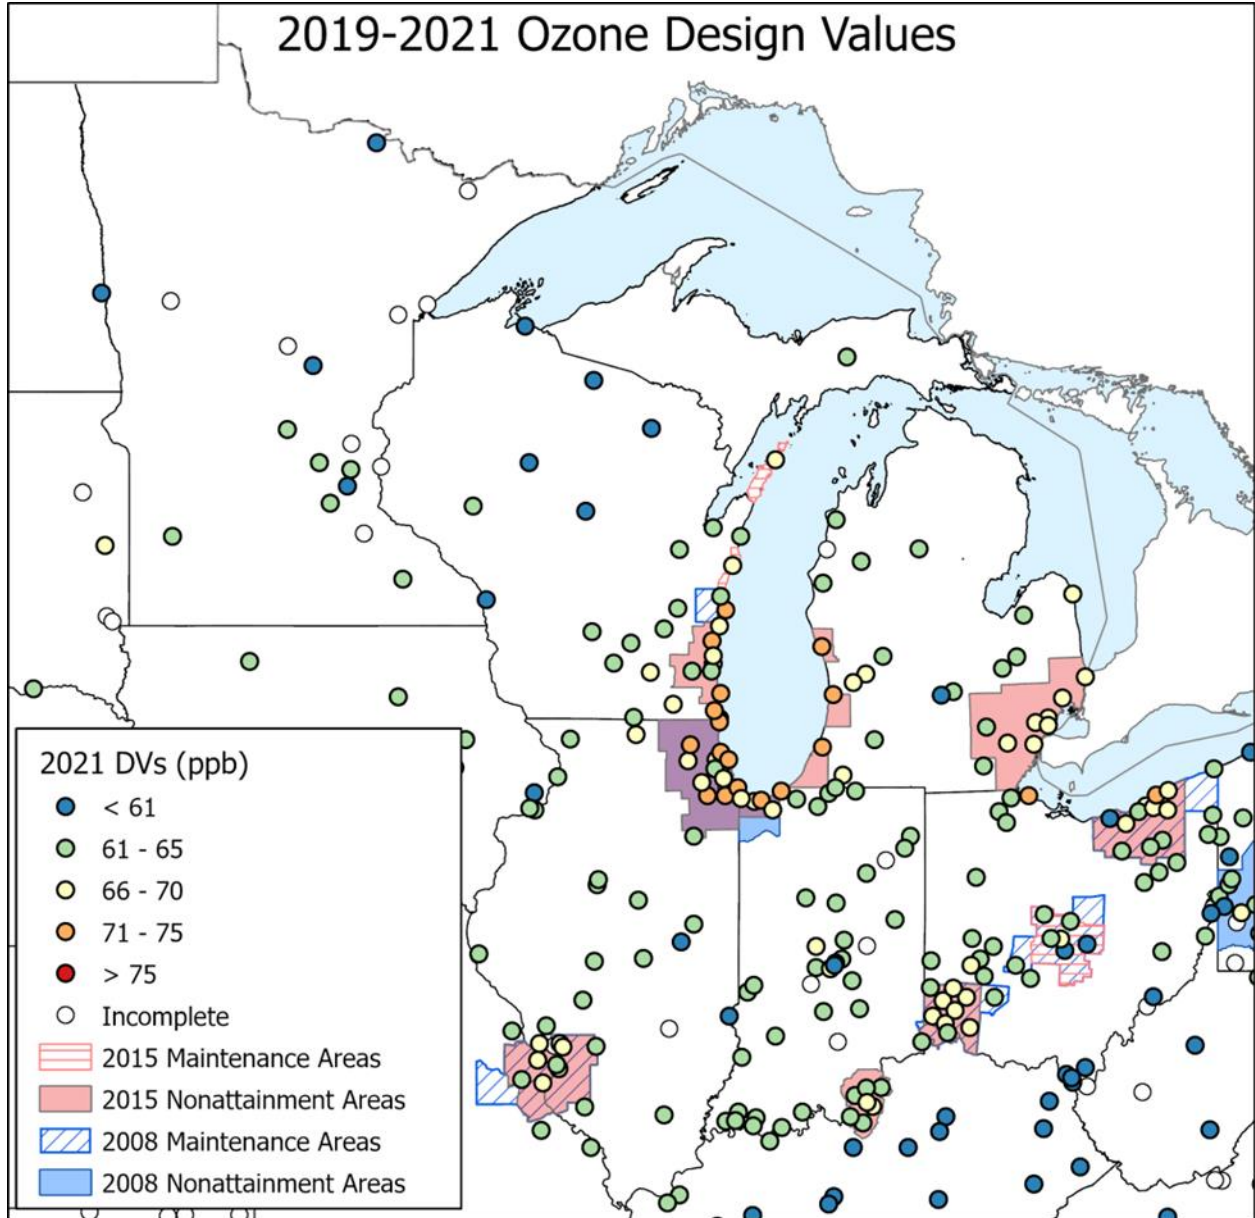 2019-2021 Ozone Design Values
2021 DVs (ppb)
< 61
61 - 65
66 - 70
71 - 75
> 75
Incomplete
2015 Maintenance Areas
2015 Nonattainment Areas
2008 Maintenance Areas
2008 Nonattainment Areas